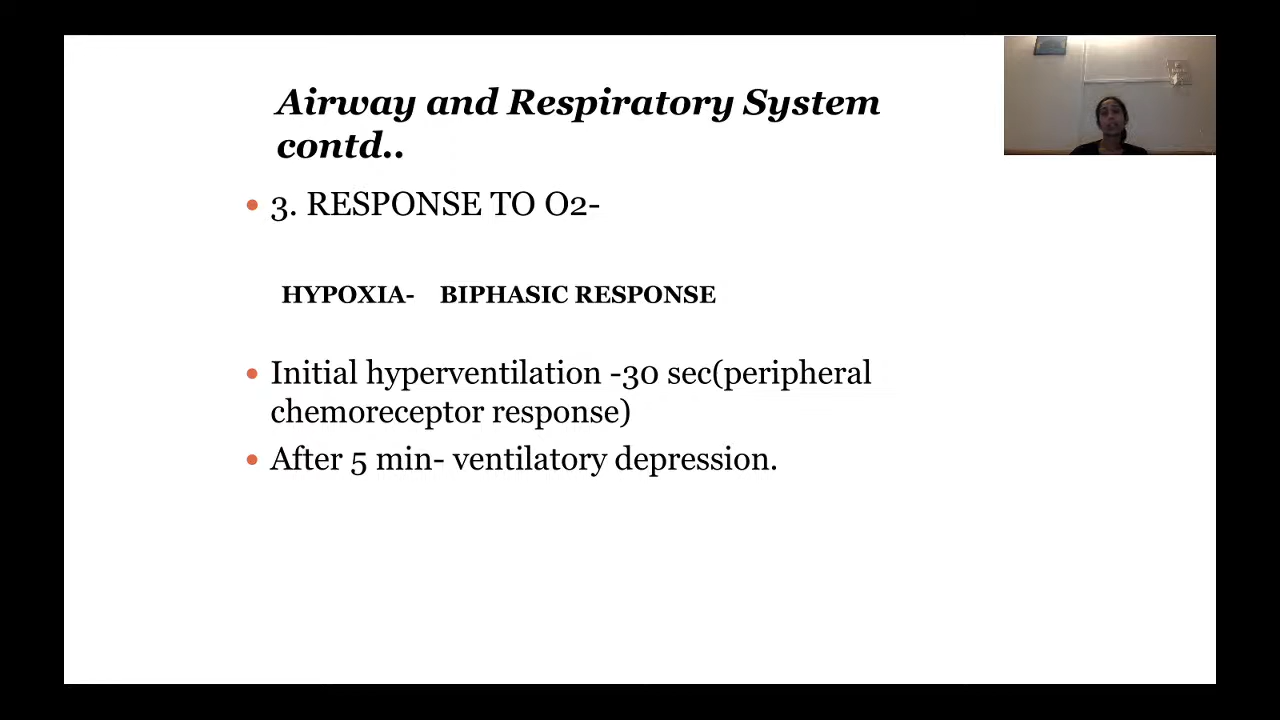 Airway and Respiratory System
contd..
• 3. RESPONSE TO O2-
HYPOXIA- BIPHASIC RESPONSE
• Initial hyperventilation -30 sec(peripheral
chemoreceptor response)
• After 5 min- ventilatory depression.